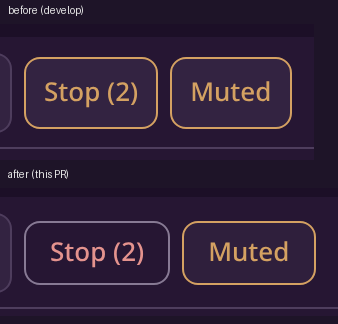 before (develop)
Stop (2) Muted
after (this PR)
Stop (2) Muted